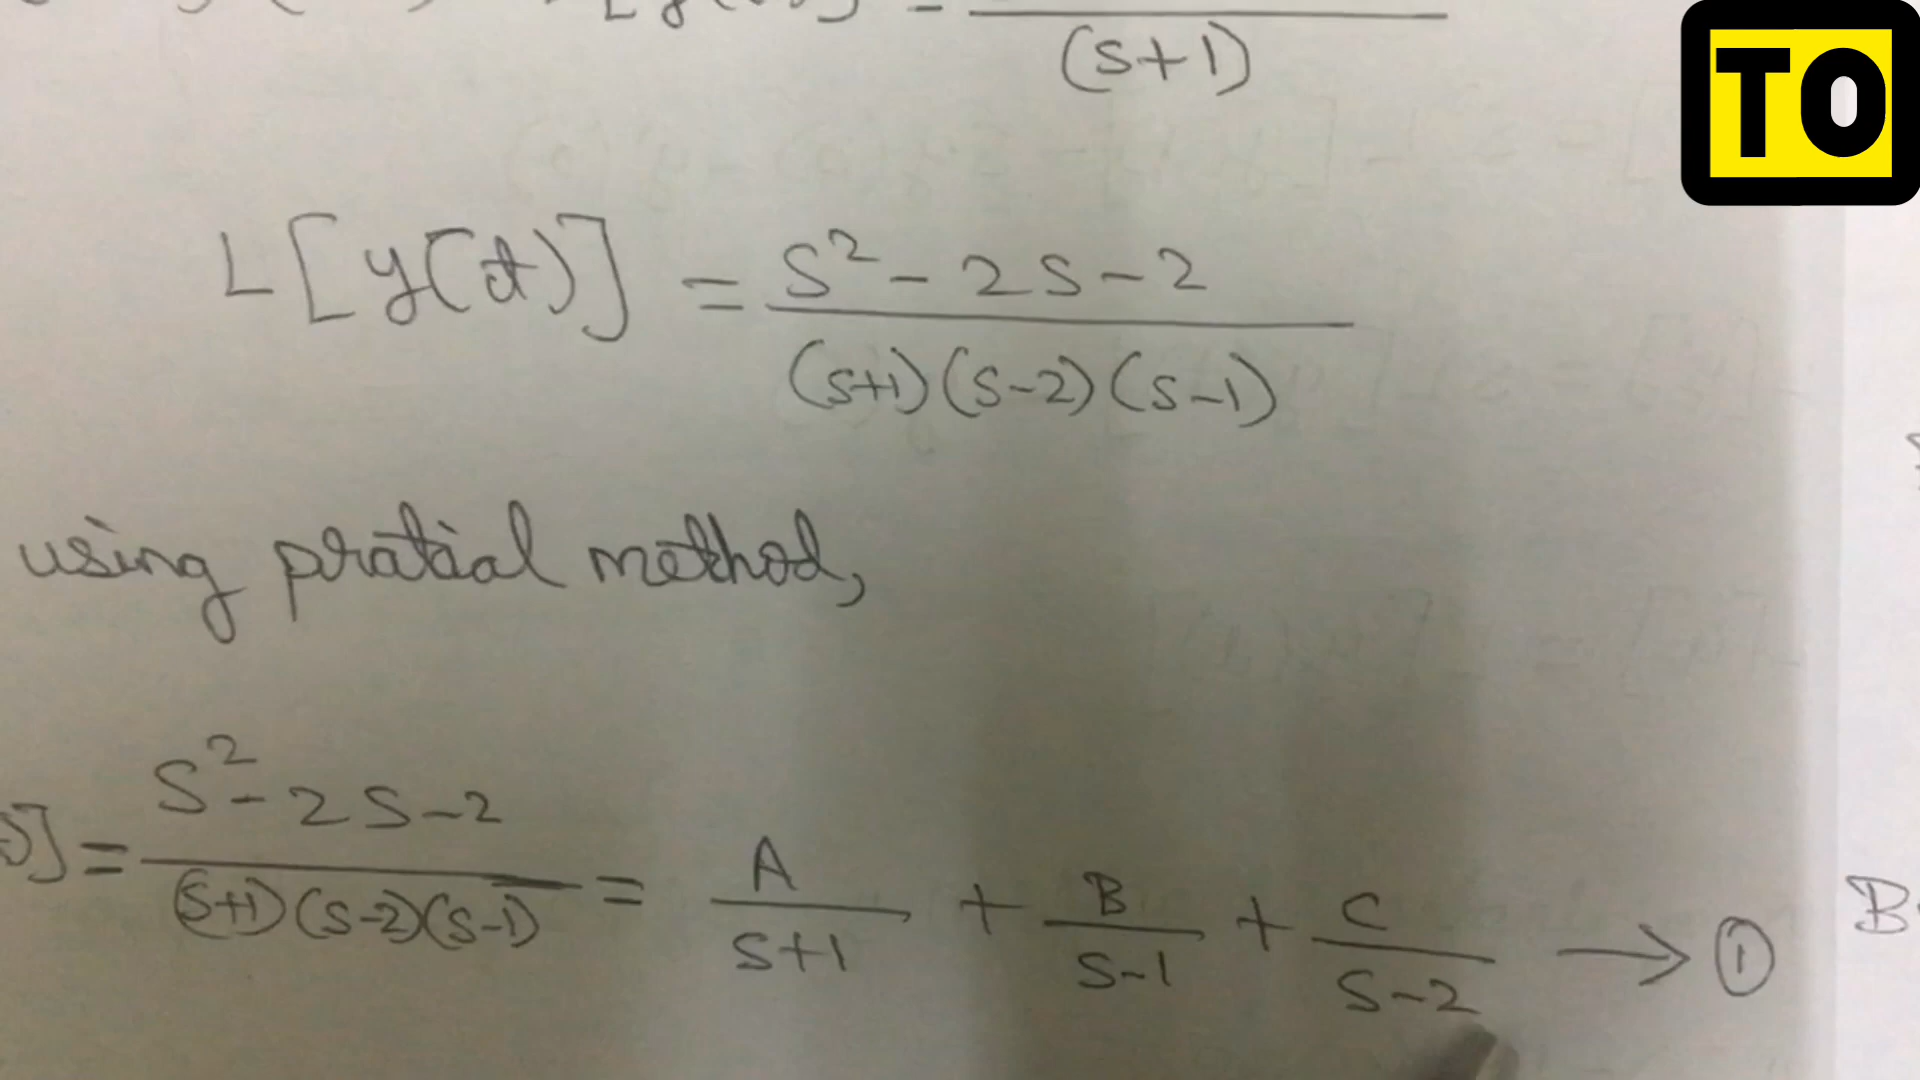 TO
(s+1)
L[y(t)] = s²-2s-2 / (s+1)(s-2)(s-1)
using pratial method,
s²-2s-2 / (s+1)(s-2)(s-1) = A / s+1 + B / s-1 + C / s-2 → ①
B